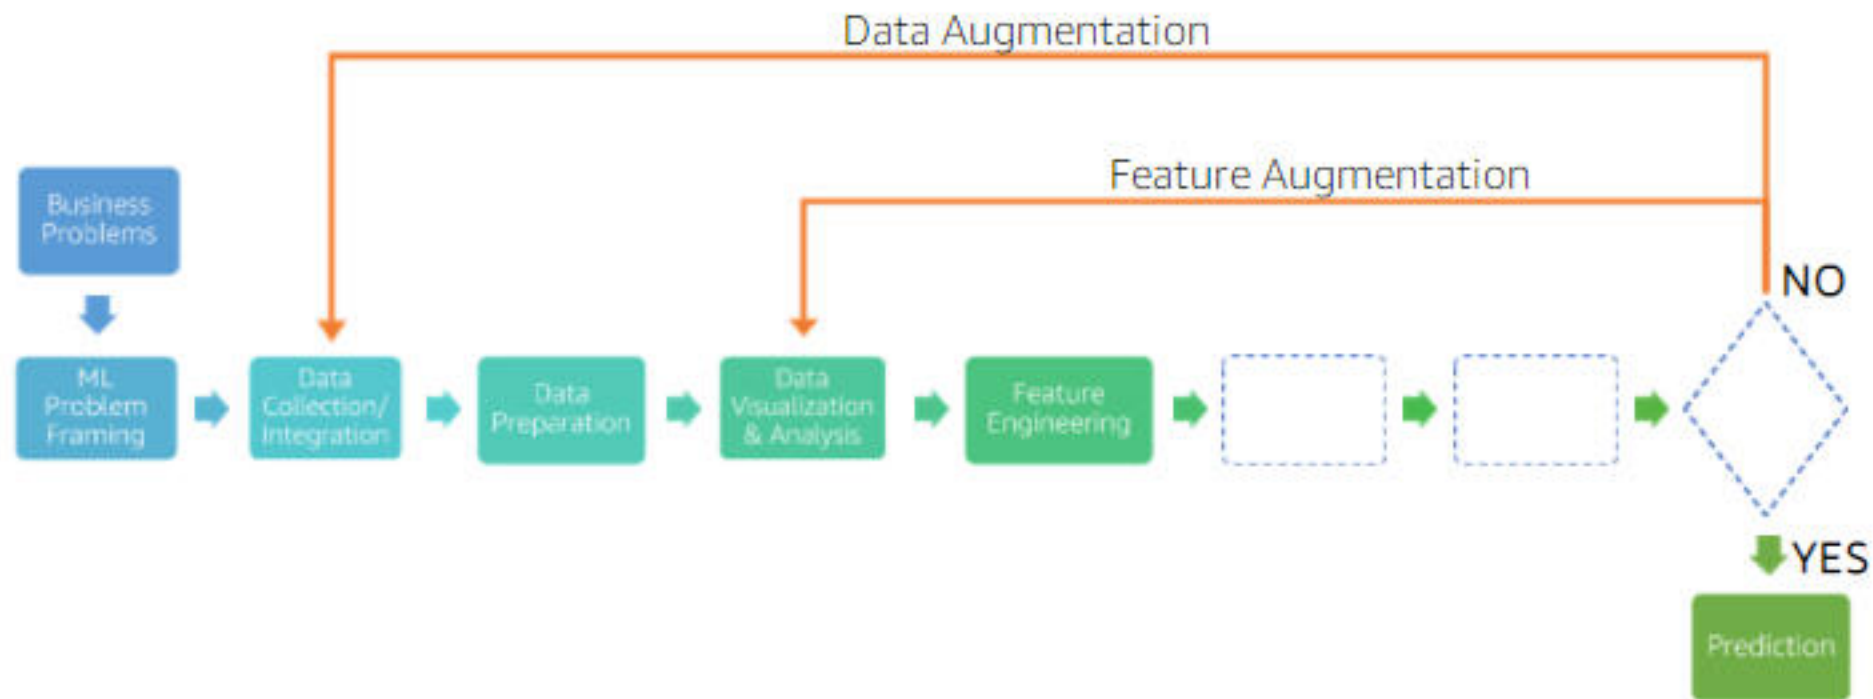 Data Augmentation
Feature Augmentation
Business
Problems
NO
ML
Problem
Framing
Data
Collection/
Integration
Data
Preparation
Data
Visualization
& Analysis
Feature
Engineering
YES
Prediction